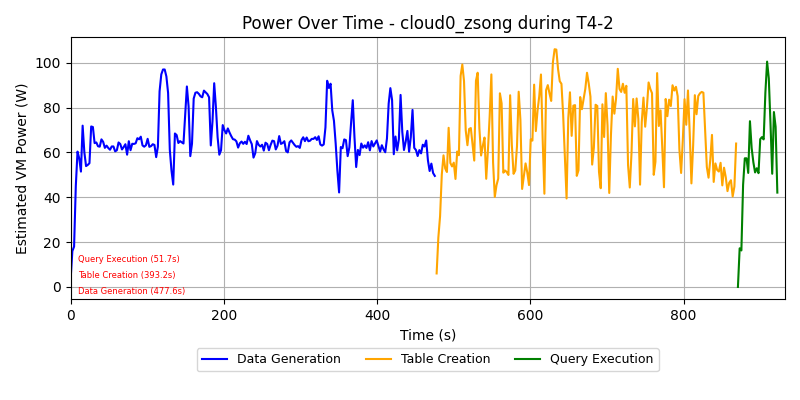 Power Over Time - cloud0_zsong during T4-2
Estimated VM Power (W)
100
80
60
40
20
0
Query Execution (51.7s)
Table Creation (393.2s)
Data Generation (477.6s)
0
200
400
600
800
Time (s)
Data Generation
Table Creation
Query Execution